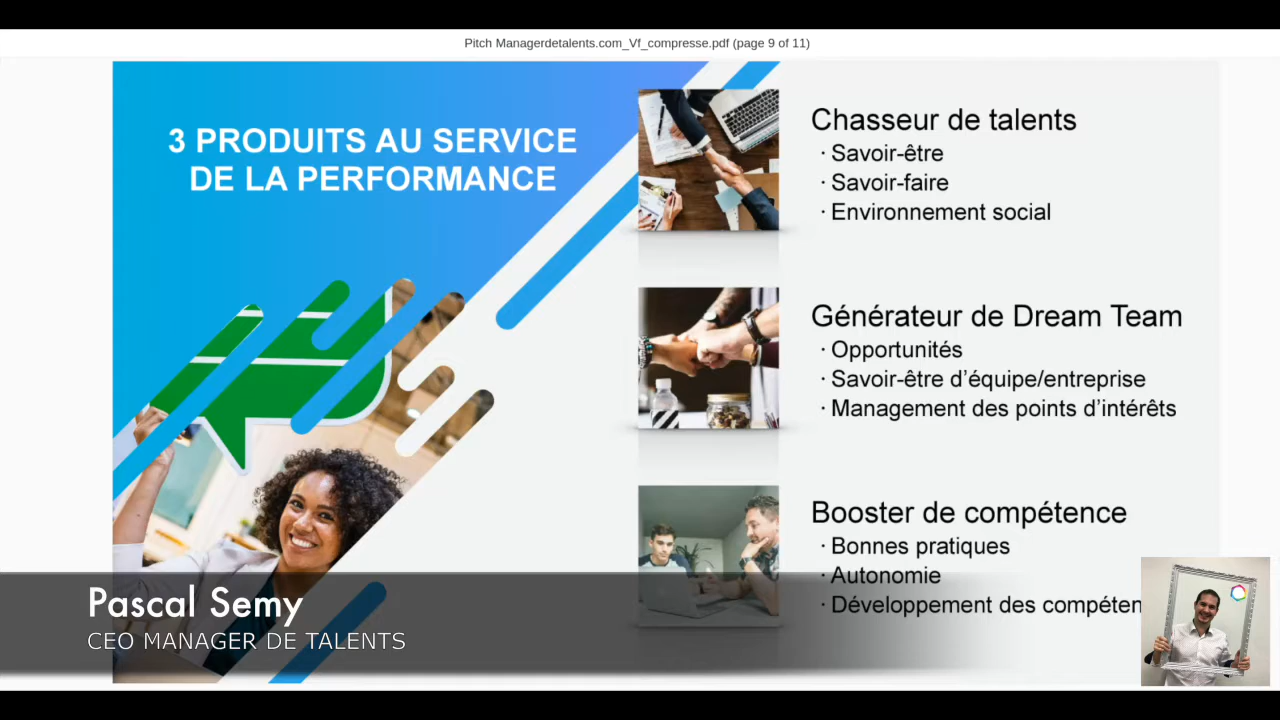 Pitch Managerdetalents.com_Vf_compresse.pdf (page 9 of 11)
3 PRODUITS AU SERVICE
DE LA PERFORMANCE
Chasseur de talents
· Savoir-être
· Savoir-faire
· Environnement social
Générateur de Dream Team
· Opportunités
· Savoir-être d’équipe/entreprise
· Management des points d’intérêts
Booster de compétence
· Bonnes pratiques
· Autonomie
· Développement des compéten
Pascal Semy
CEO MANAGER DE TALENTS